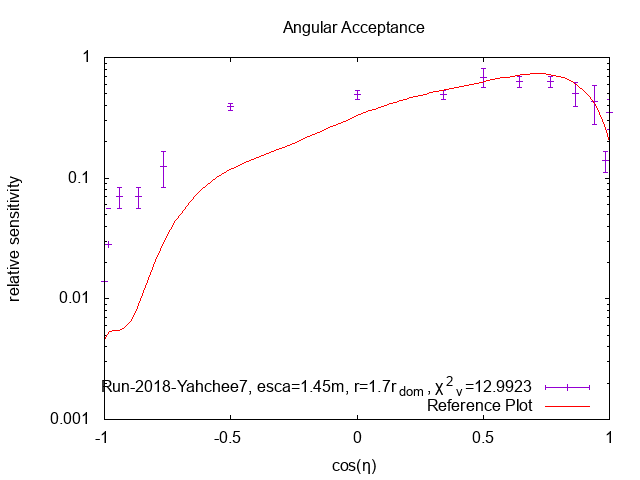 Angular Acceptance
relative sensitivity
1
0.1
0.01
0.001
Run-2018-Yahchee7, esca=1.45m, r=1.7r_dom, χ²_ν=12.9923
Reference Plot
-1 -0.5 0 0.5 1
cos(η)